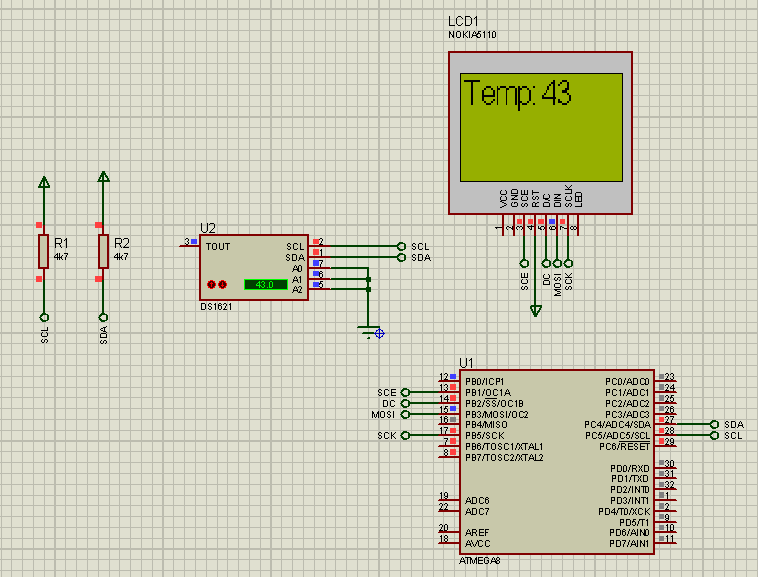 LCD1
NOKIA5110
Temp: 43
VCC
GND
SCE
RST
D/C
DIN
SCLK
LED
1
2
3
4
5
6
7
8
SCE
DC
MOSI
SCK
R1
4k7
SCL
R2
4k7
SDA
U2
3
TOUT
SCL
SDA
A0
A1
A2
2
1
7
6
5
SCL
SDA
43.0
DS1621
U1
SCE
DC
MOSI
SCK
12 PB0/ICP1
13 PB1/OC1A
14 PB2/SS/OC1B
15 PB3/MOSI/OC2
16 PB4/MISO
17 PB5/SCK
7 PB6/TOSC1/XTAL1
8 PB7/TOSC2/XTAL2
19 ADC6
22 ADC7
20 AREF
18 AVCC
PC0/ADC0 23
PC1/ADC1 24
PC2/ADC2 25
PC3/ADC3 26
PC4/ADC4/SDA 27 SDA
PC5/ADC5/SCL 28 SCL
PC6/RESET 29
PD0/RXD 30
PD1/TXD 31
PD2/INT0 32
PD3/INT1 1
PD4/T0/XCK 2
PD5/T1 9
PD6/AIN0 10
PD7/AIN1 11
ATMEGA8